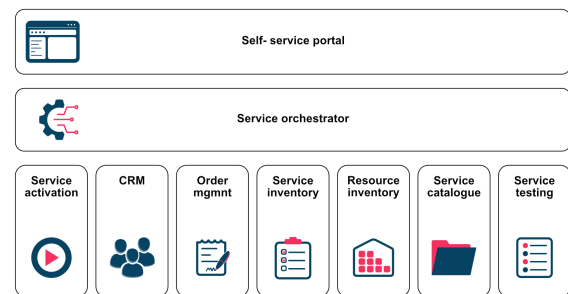 Self- service portal
Service orchestrator
Service
activation
CRM
Order
mgmnt
Service
inventory
Resource
inventory
Service
catalogue
Service
testing